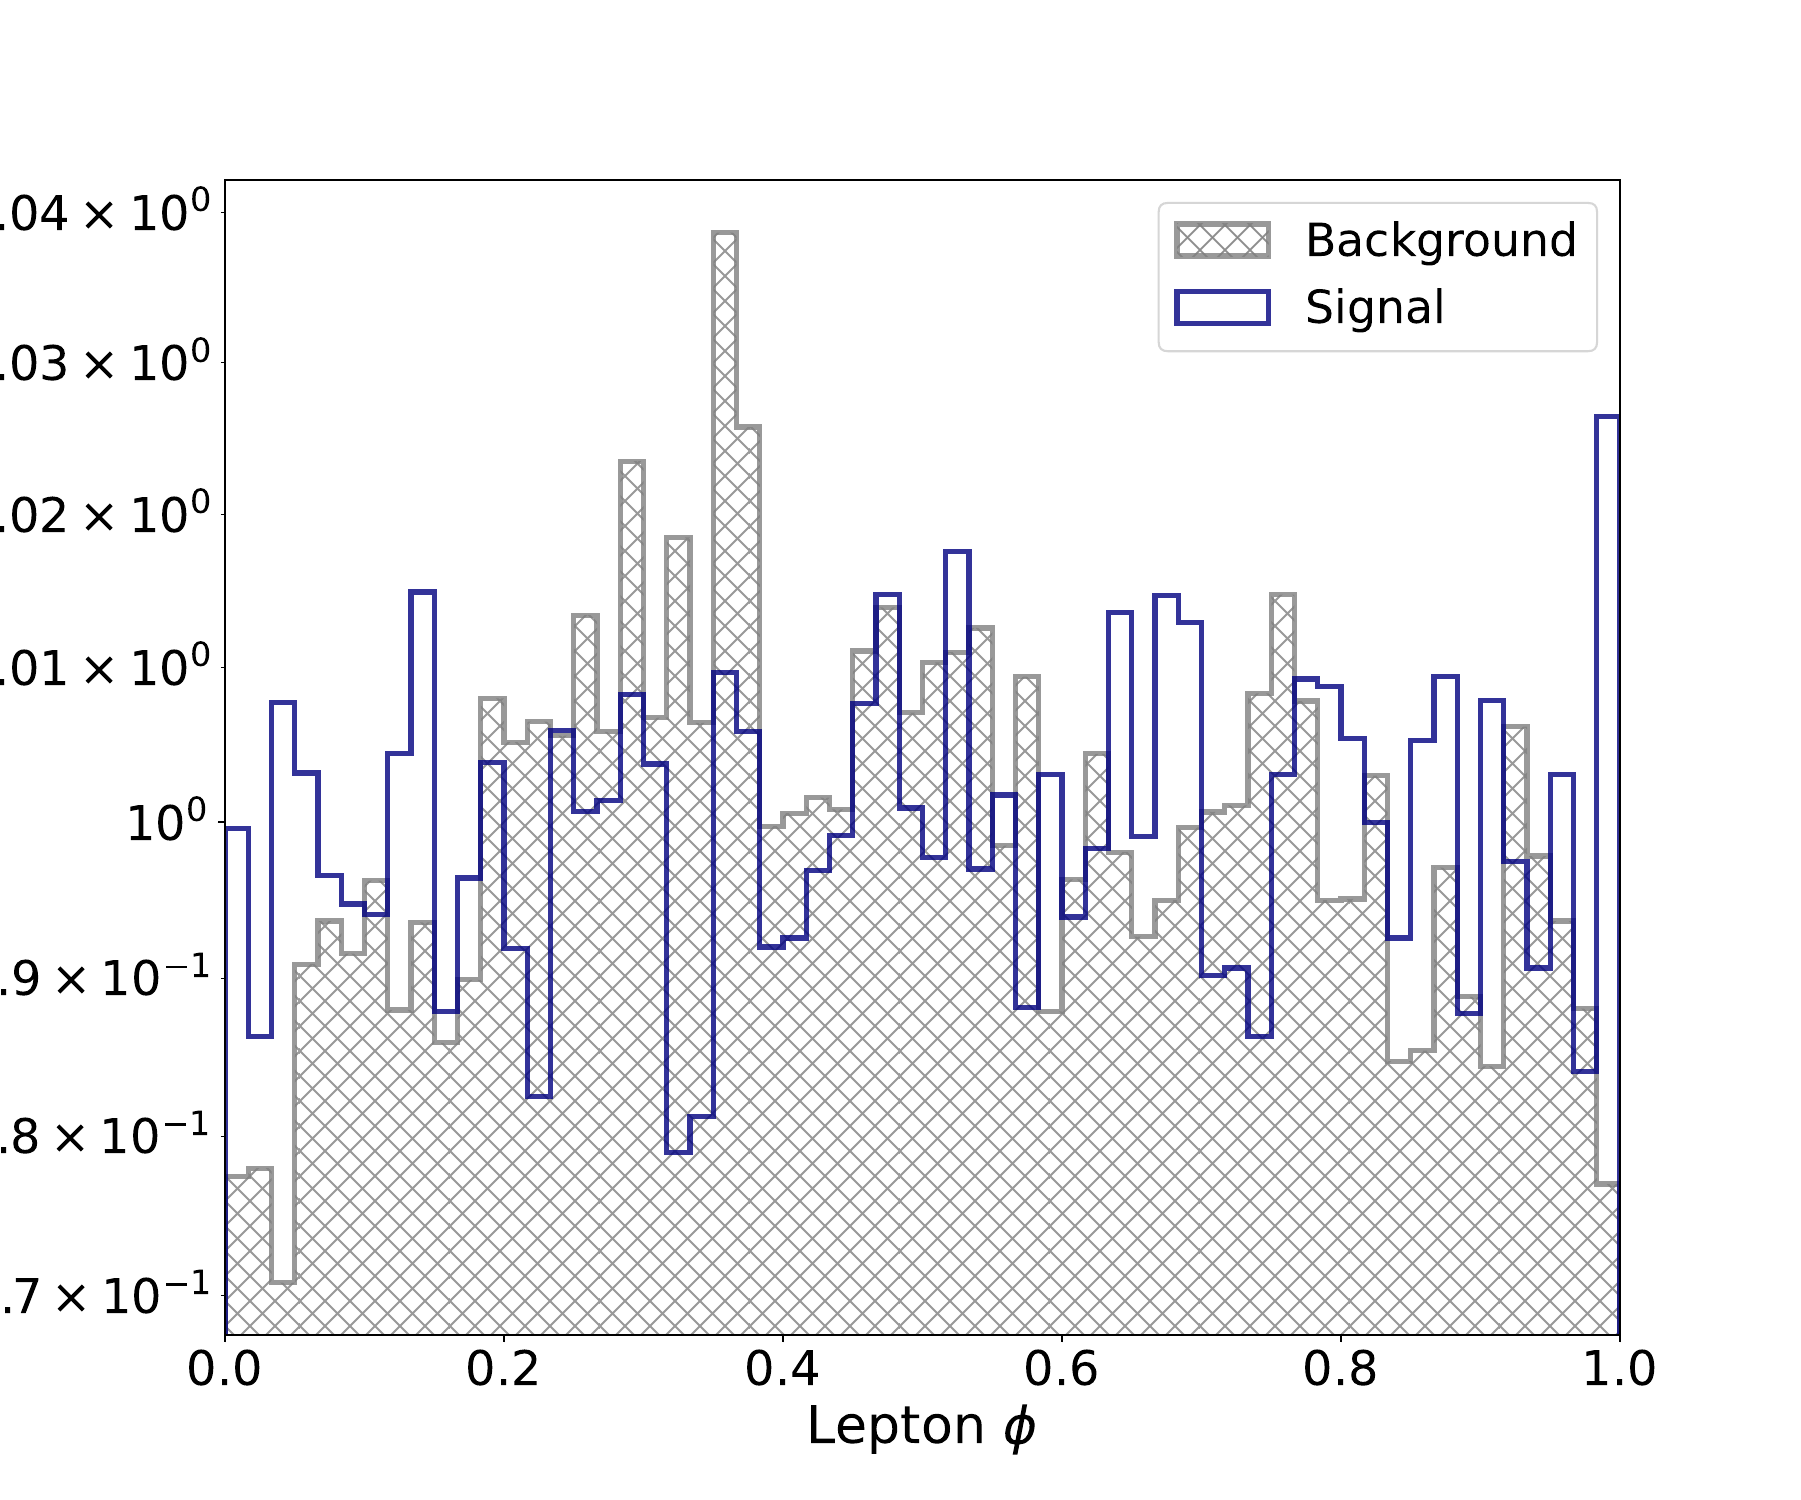 .04 × 10⁰
.03 × 10⁰
.02 × 10⁰
.01 × 10⁰
10⁰
.9 × 10⁻¹
.8 × 10⁻¹
.7 × 10⁻¹
Background
Signal
0.0 0.2 0.4 0.6 0.8 1.0
Lepton ϕ